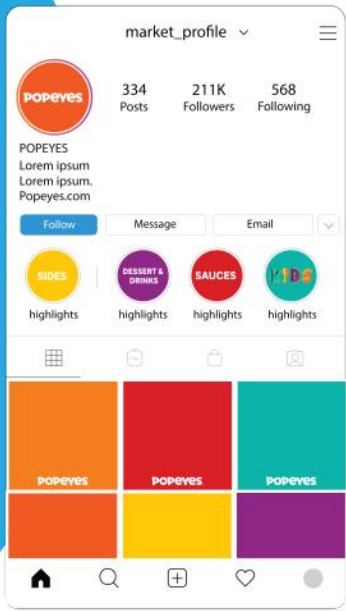 market_profile
POPEYES
334
Posts
211K
Followers
568
Following
POPEYES
Lorem ipsum
Lorem ipsum.
Popeyes.com
Follow
Message
Email
SIDES
DESSERT &
DRINKS
SAUCES
KIDS
highlights
highlights
highlights
highlights
POPEYES
POPEYES
POPEYES